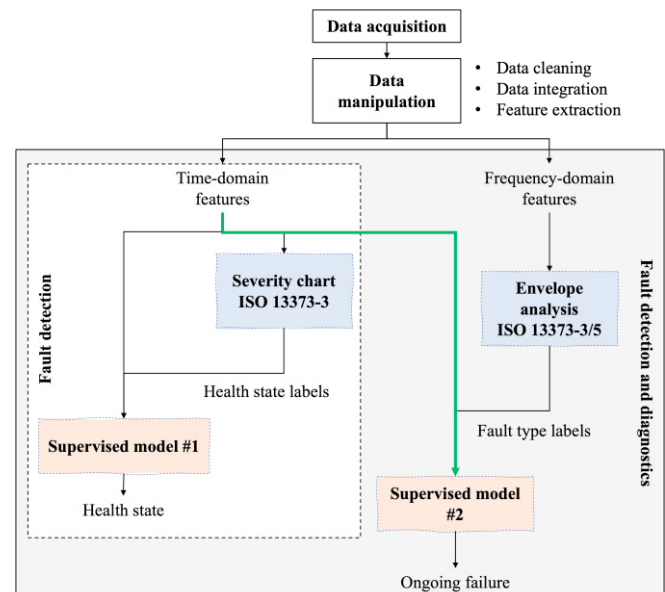 Data acquisition
Data
manipulation
• Data cleaning
• Data integration
• Feature extraction
Time-domain
features
Frequency-domain
features
Fault detection
Severity chart
ISO 13373-3
Envelope
analysis
ISO 13373-3/5
Fault detection and diagnostics
Health state labels
Fault type labels
Supervised model #1
Supervised model
#2
Health state
Ongoing failure